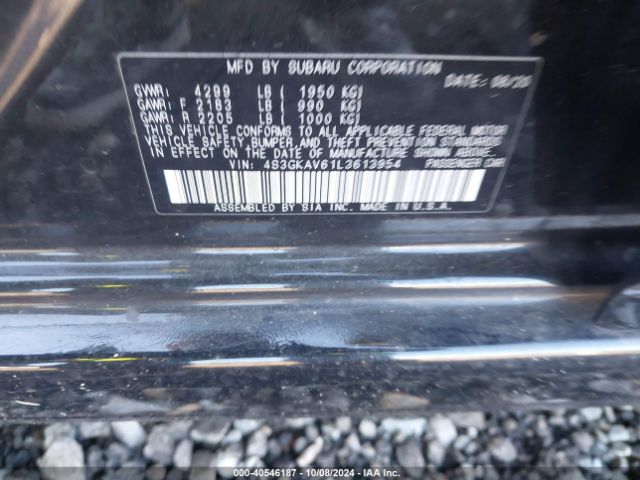 MFD BY SUBARU CORPORATION DATE: 08/20
GVWR: 4299 LB ( 1950 KG)
GAWR: F 2183 LB ( 990 KG)
GAWR: R 2205 LB ( 1000 KG)
THIS VEHICLE CONFORMS TO ALL APPLICABLE FEDERAL MOTOR
VEHICLE SAFETY, BUMPER, AND THEFT PREVENTION STANDARDS
IN EFFECT ON THE DATE OF MANUFACTURE SHOWN ABOVE.
VIN: 4S3GKAV61L3613954 PASSENGER CAR
ASSEMBLED BY SIA INC. MADE IN U.S.A.
000-40546187 - 10/08/2024 - IAA Inc.